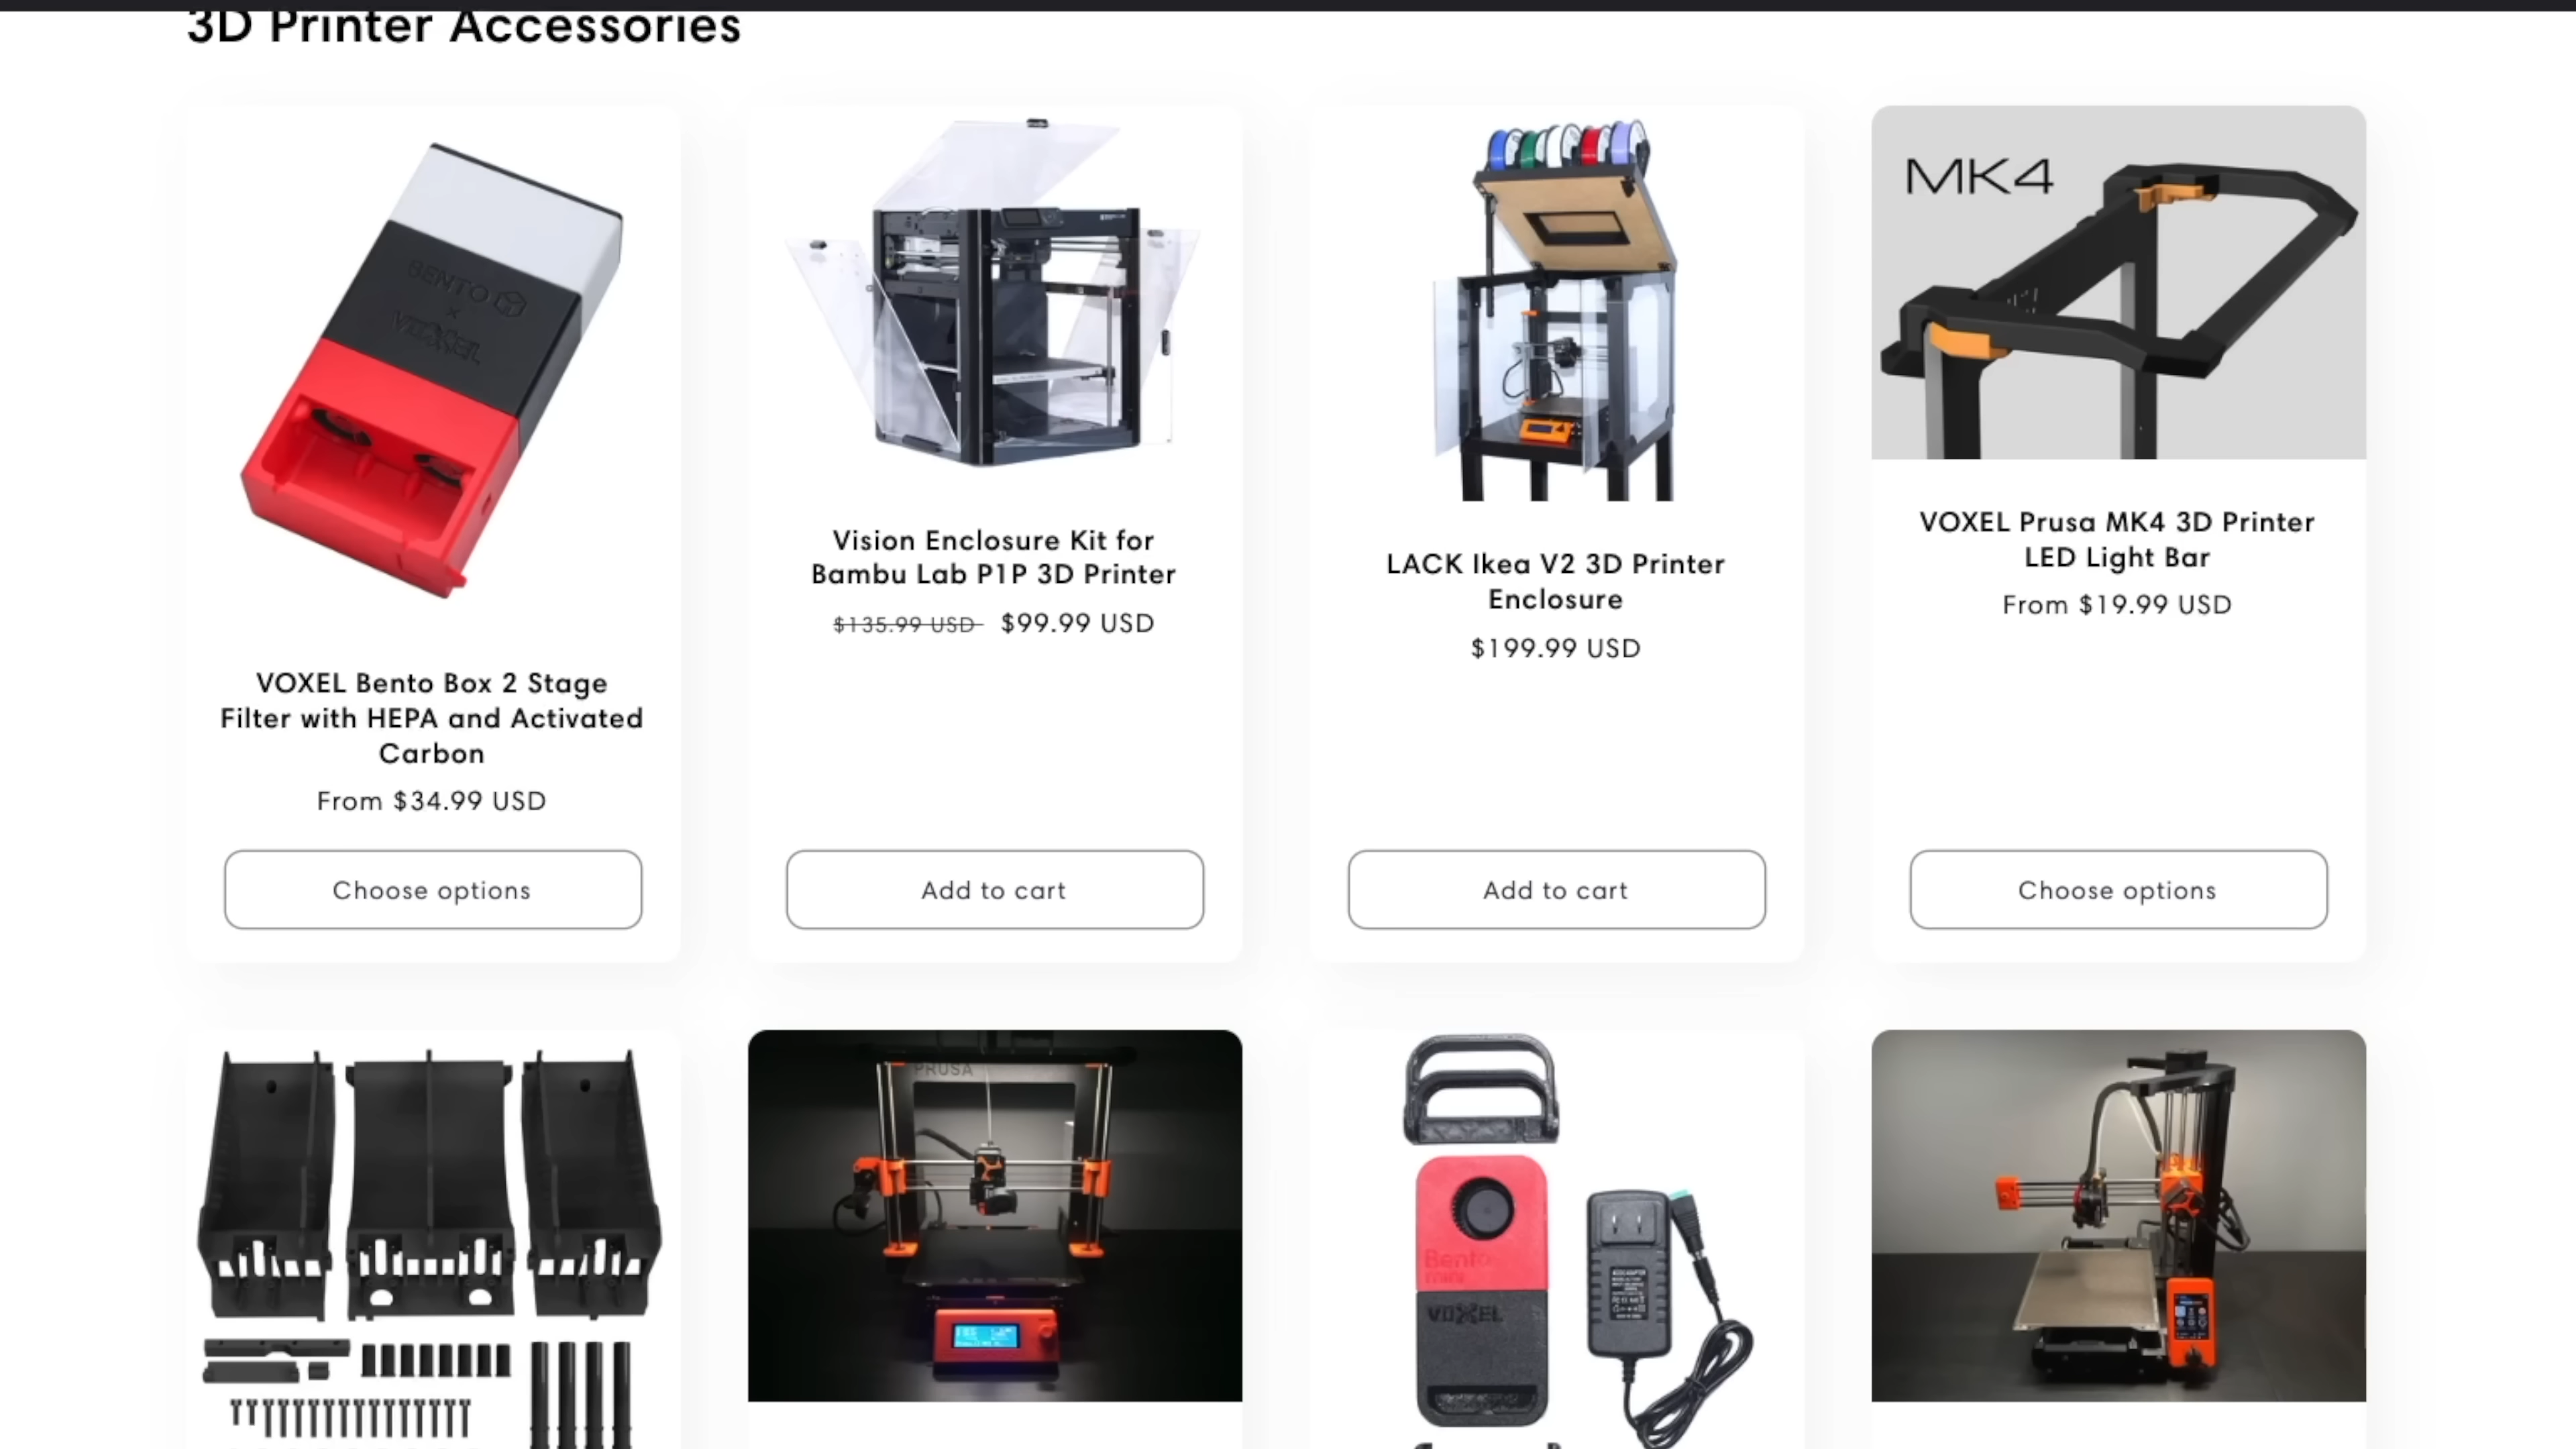 3D Printer Accessories
BENTO
x
VOXEL
MK4
VOXEL Bento Box 2 Stage
Filter with HEPA and Activated
Carbon
From $34.99 USD
Choose options
Vision Enclosure Kit for
Bambu Lab P1P 3D Printer
$135.99 USD $99.99 USD
Add to cart
LACK Ikea V2 3D Printer
Enclosure
$199.99 USD
Add to cart
VOXEL Prusa MK4 3D Printer
LED Light Bar
From $19.99 USD
Choose options
PRUSA
Bento
mini
VOXEL